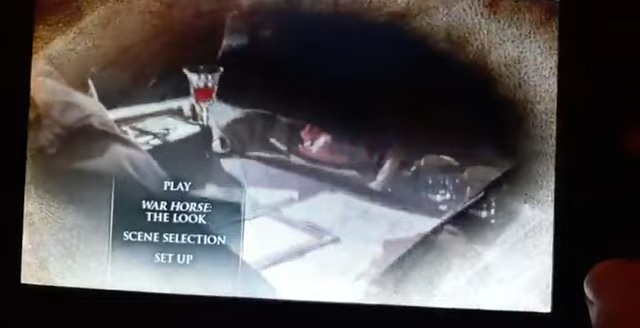 PLAY
WAR HORSE:
THE LOOK
SCENE SELECTION
SET UP